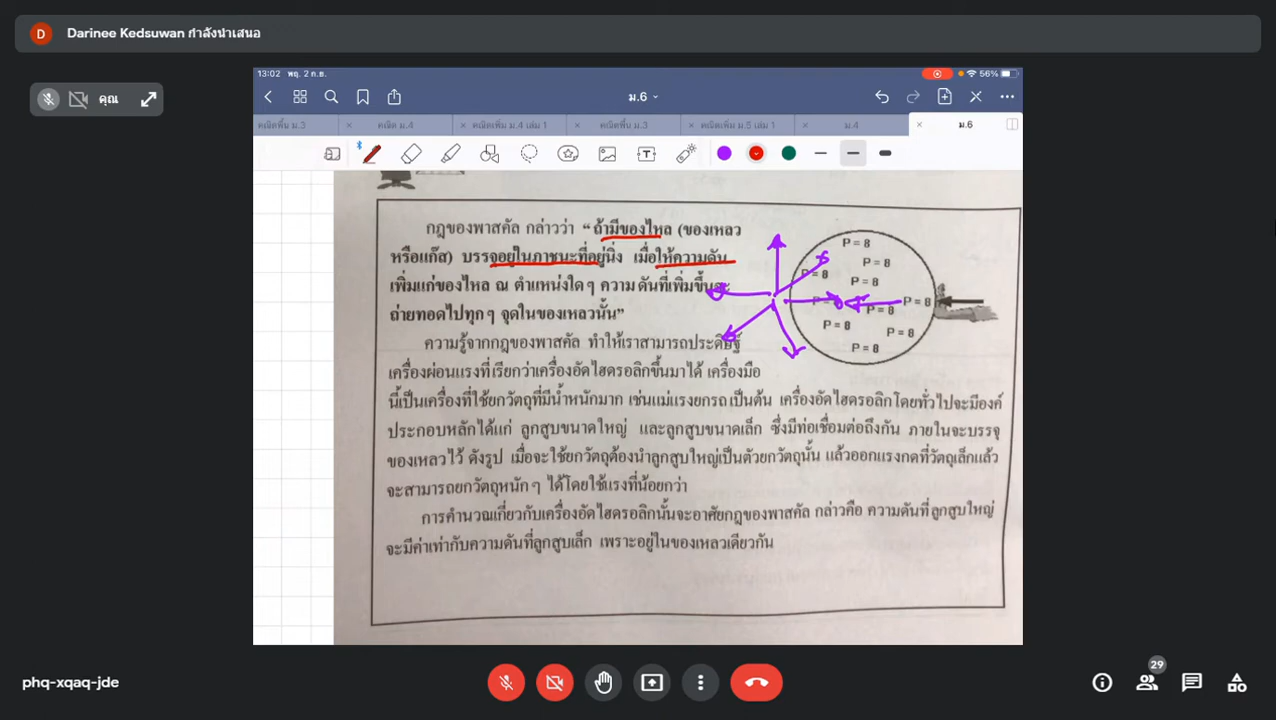 D Darinee Kedsuwan กำลังนำเสนอ
คุณ
13:02 พฤ. 2 ก.ย.
56%
ม.6
คณิตพื้น ม.3
คณิต ม.4
คณิตเพิ่ม ม.4 เล่ม 1
คณิตพื้น ม.3
คณิตเพิ่ม ม.5 เล่ม 1
ม.4
ม.6
T
กฎของพาสคัล กล่าวว่า “ ถ้ามีของไหล (ของเหลว
หรือแก๊ส) บรรจุอยู่ในภาชนะที่อยู่นิ่ง เมื่อให้ความดัน
เพิ่มแก่ของไหล ณ ตำแหน่งใดๆ ความดันที่เพิ่มขึ้นจะ
ถ่ายทอดไปทุกๆ จุดในของเหลวนั้น”
P = 8
P = 8
P = 8
P = 8
P = 8
P = 8
P = 8
P = 8
P = 8
P = 8
ความรู้จากกฎของพาสคัล ทำให้เราสามารถประดิษฐ์
เครื่องผ่อนแรงที่เรียกว่าเครื่องอัดไฮดรอลิกขึ้นมาได้ เครื่องมือ
นี้เป็นเครื่องที่ใช้ยกวัตถุที่มีน้ำหนักมาก เช่นแม่แรงยกรถเป็นต้น เครื่องอัดไฮดรอลิกโดยทั่วไปจะมีองค์
ประกอบหลักได้แก่ ลูกสูบขนาดใหญ่ และลูกสูบขนาดเล็ก ซึ่งมีท่อเชื่อมต่อถึงกัน ภายในจะบรรจุ
ของเหลวไว้ ดังรูป เมื่อจะใช้ยกวัตถุต้องนำลูกสูบใหญ่เป็นตัวยกวัตถุนั้น แล้วออกแรงกดที่วัตถุเล็กแล้ว
จะสามารถยกวัตถุหนักๆ ได้โดยใช้แรงที่น้อยกว่า
การคำนวณเกี่ยวกับเครื่องอัดไฮดรอลิกนั้นจะอาศัยกฎของพาสคัล กล่าวคือ ความดันที่ลูกสูบใหญ่
จะมีค่าเท่ากับความดันที่ลูกสูบเล็ก เพราะอยู่ในของเหลวเดียวกัน
phq-xqaq-jde
29